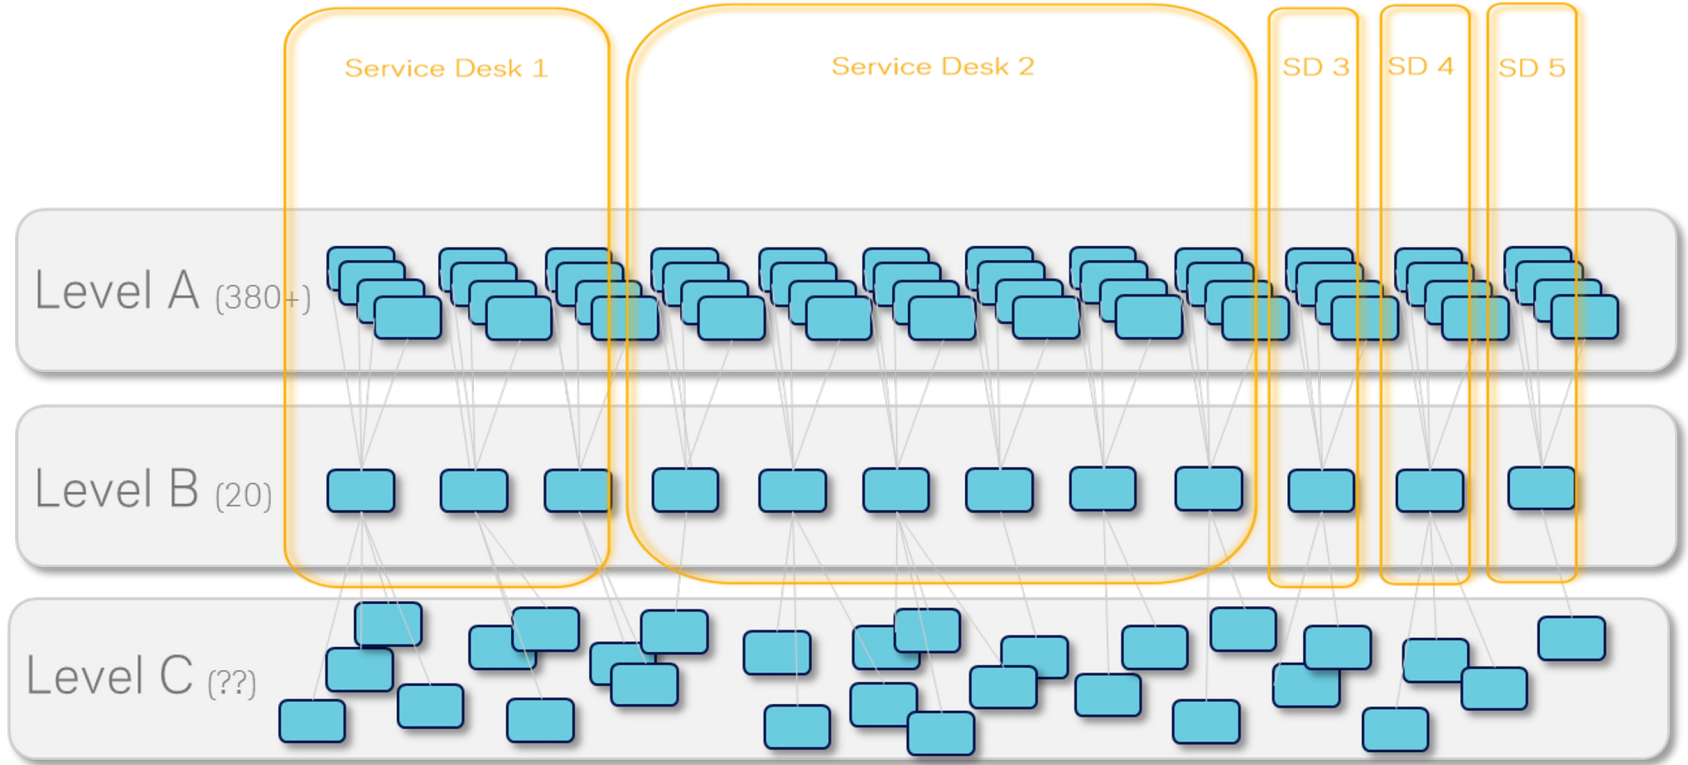 Service Desk 1
Service Desk 2
SD 3
SD 4
SD 5
Level A (380+)
Level B (20)
Level C (??)